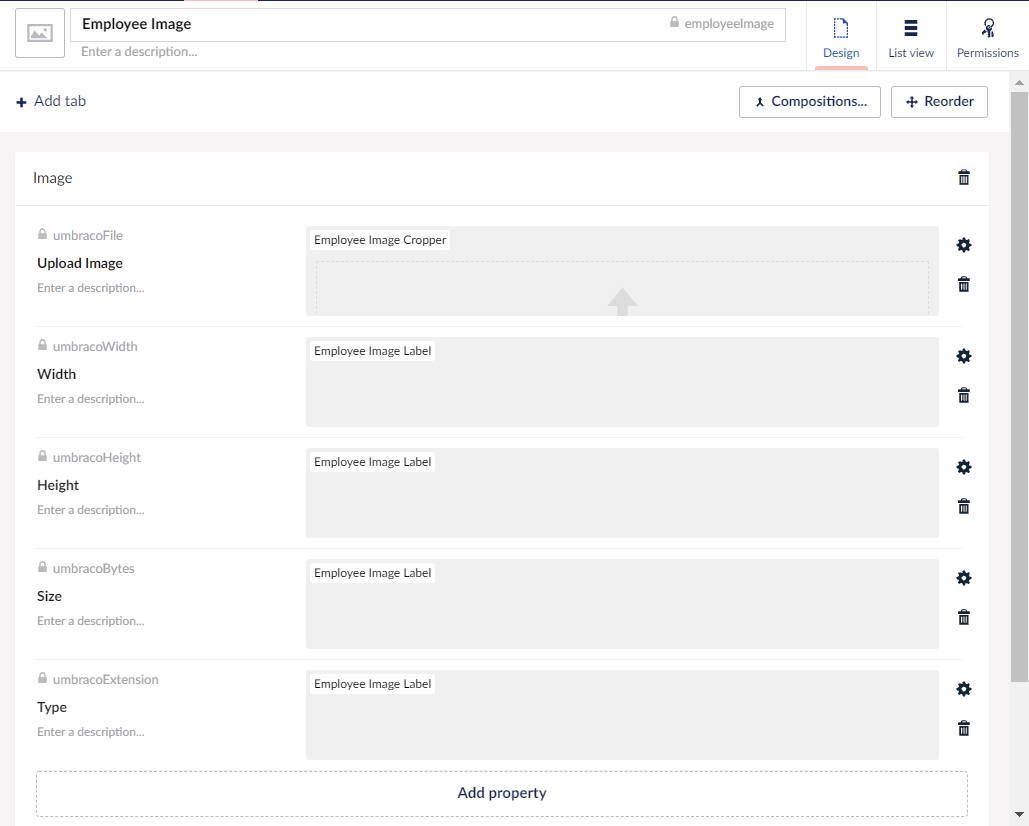 Employee Image
employeeImage
Enter a description...
Design
List view
Permissions
Add tab
Compositions...
Reorder
Image
umbracoFile
Upload Image
Enter a description...
Employee Image Cropper
umbracoWidth
Width
Enter a description...
Employee Image Label
umbracoHeight
Height
Enter a description...
Employee Image Label
umbracoBytes
Size
Enter a description...
Employee Image Label
umbracoExtension
Type
Enter a description...
Employee Image Label
Add property